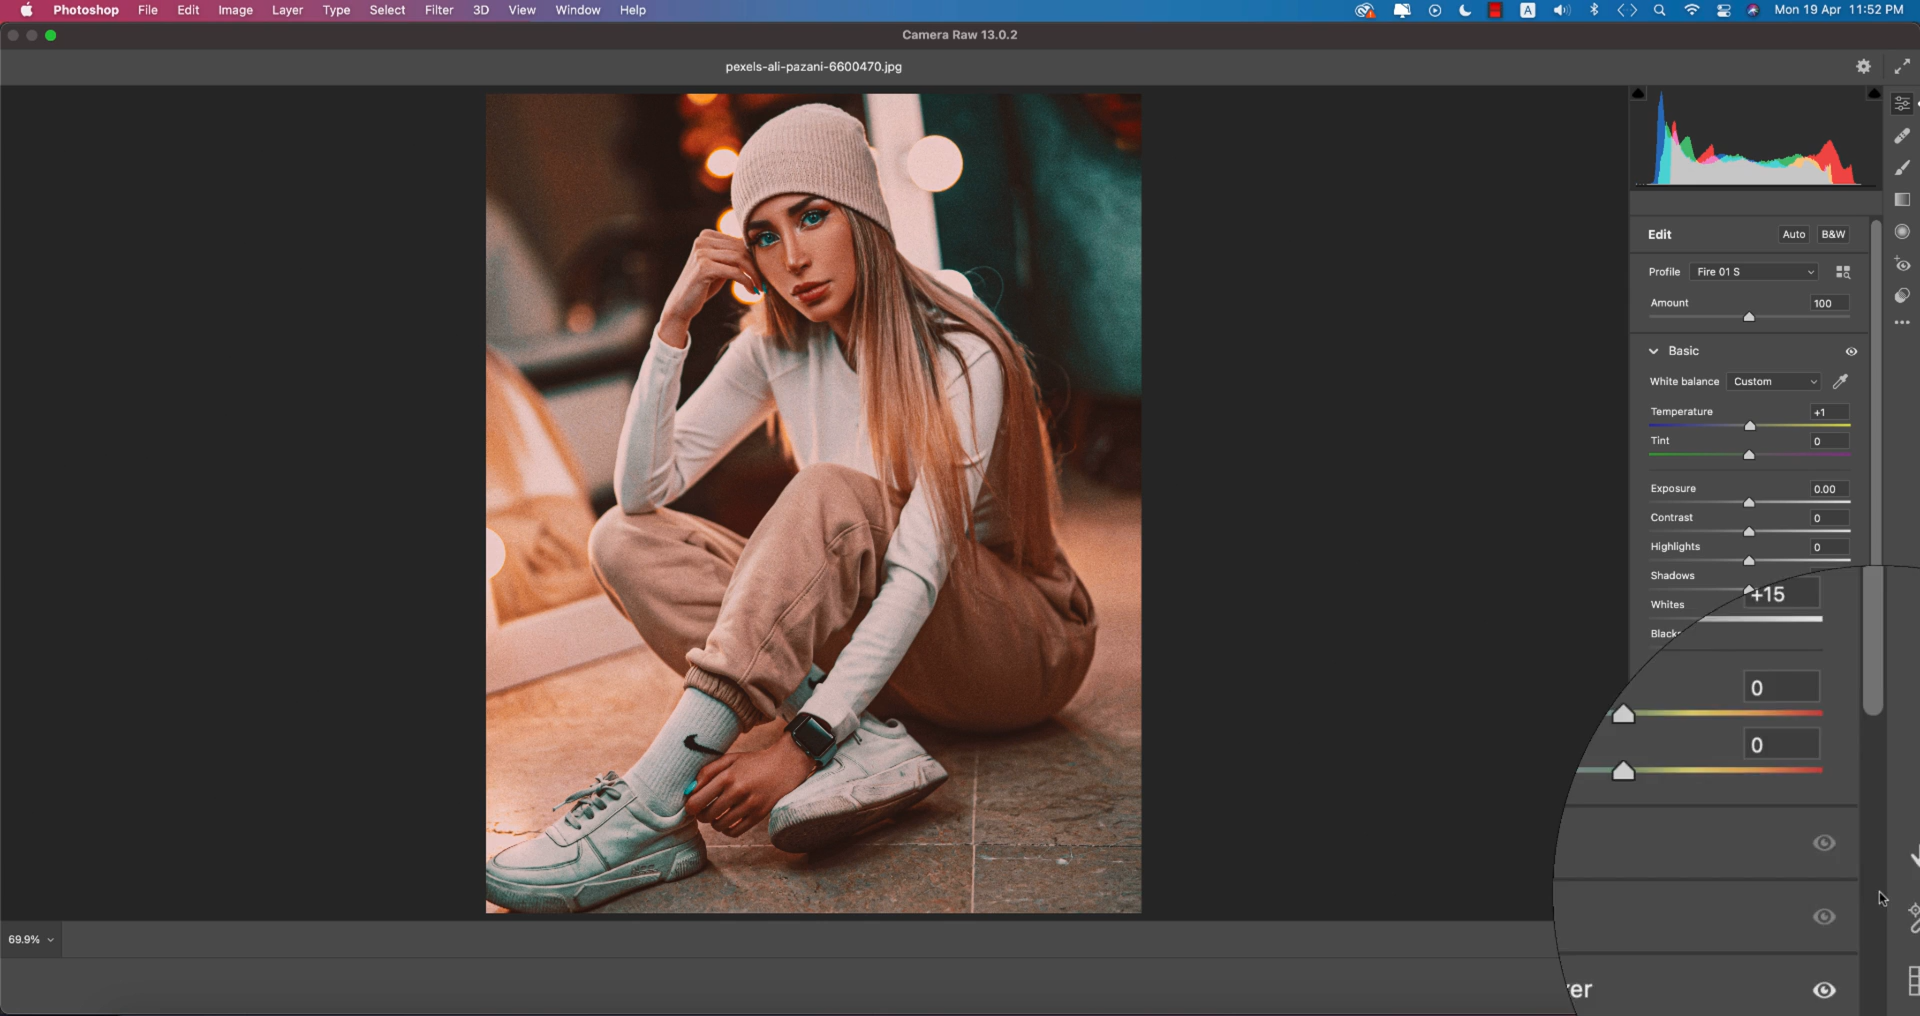 Photoshop File Edit Image Layer Type Select Filter 3D View Window Help A Mon 19 Apr 11:52 PM
Camera Raw 13.0.2
pexels-ali-pazani-6600470.jpg
Edit Auto B&W
Profile Fire 01 S
Amount 100
Basic
White balance Custom
Temperature +1
Tint 0
Exposure 0.00
Contrast 0
Highlights 0
Shadows
+15
Whites
Black
0
0
69.9%
er